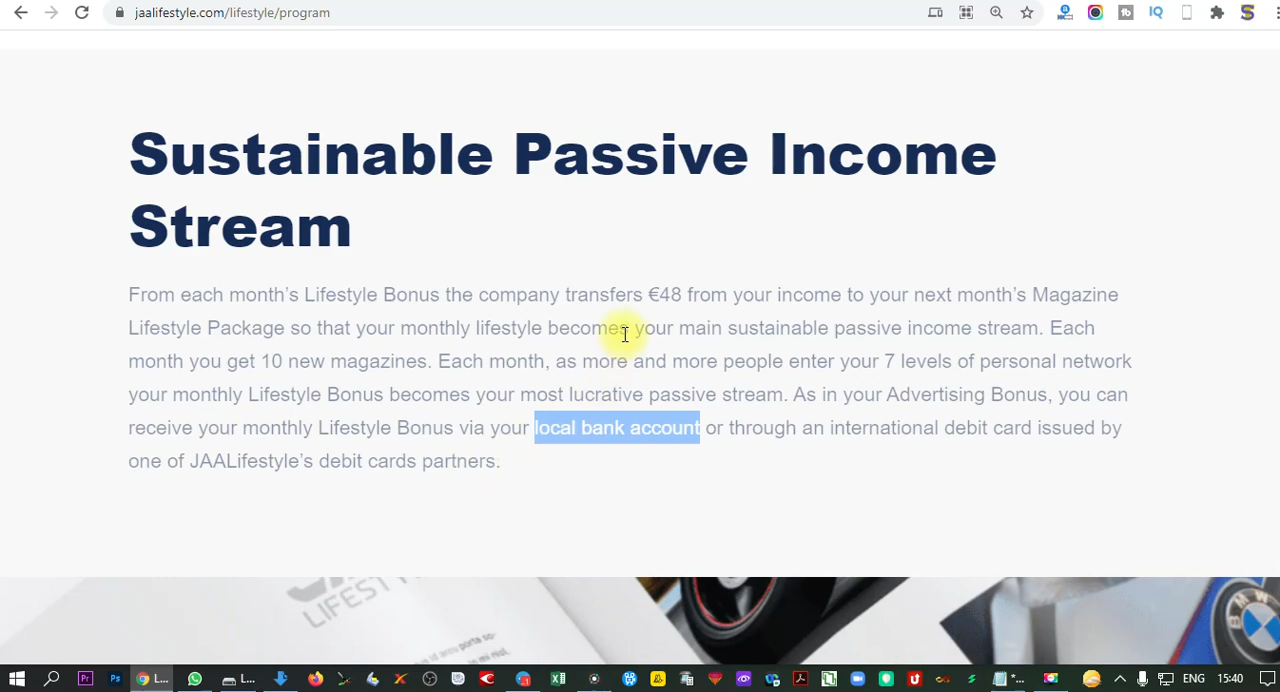 jaalifestyle.com/lifestyle/program
Sustainable Passive Income
Stream
From each month's Lifestyle Bonus the company transfers €48 from your income to your next month's Magazine
Lifestyle Package so that your monthly lifestyle becomes your main sustainable passive income stream. Each
month you get 10 new magazines. Each month, as more and more people enter your 7 levels of personal network
your monthly Lifestyle Bonus becomes your most lucrative passive stream. As in your Advertising Bonus, you can
receive your monthly Lifestyle Bonus via your local bank account or through an international debit card issued by
one of JAALifestyle's debit cards partners.
LIFESTY
BMW
L...
L...
ENG
15:40